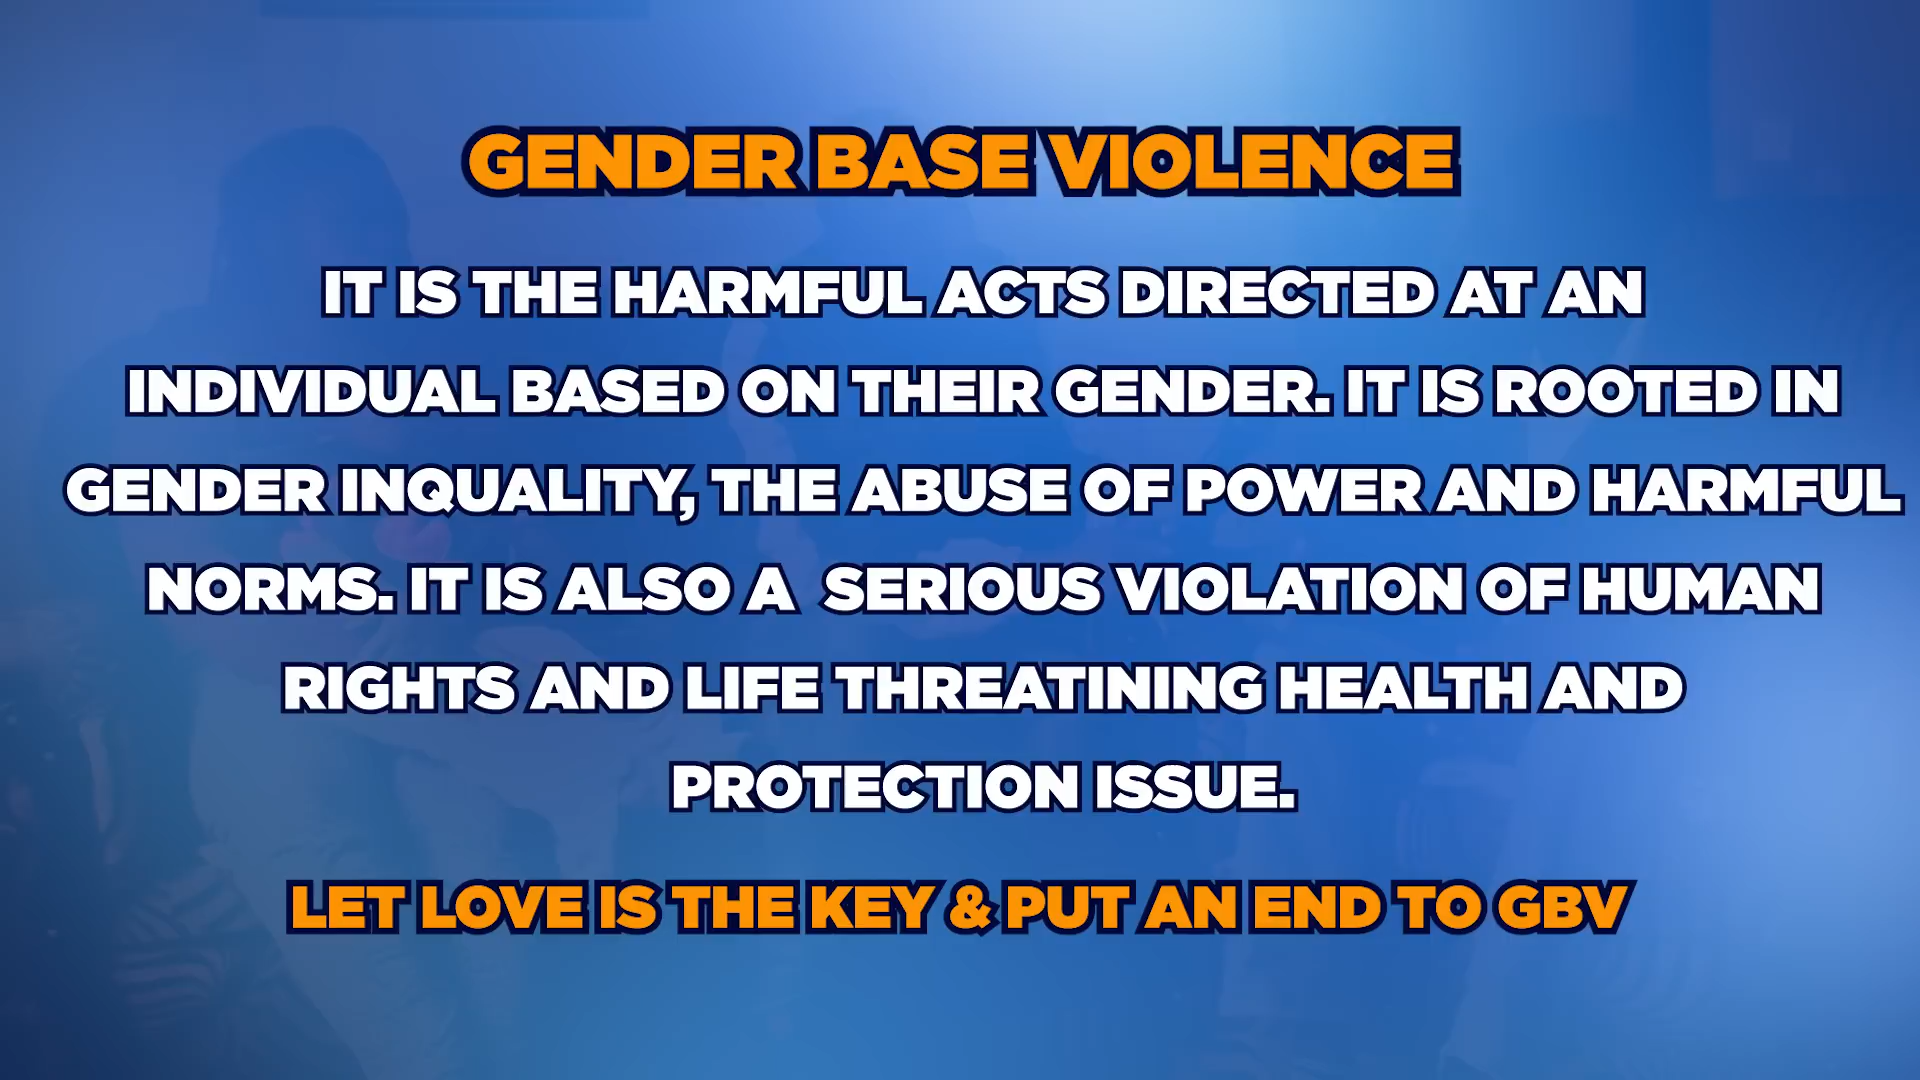 GENDER BASE VIOLENCE
IT IS THE HARMFUL ACTS DIRECTED AT AN
INDIVIDUAL BASED ON THEIR GENDER. IT IS ROOTED IN
GENDER INQUALITY, THE ABUSE OF POWER AND HARMFUL
NORMS. IT IS ALSO A  SERIOUS VIOLATION OF HUMAN
RIGHTS AND LIFE THREATINING HEALTH AND
PROTECTION ISSUE.
LET LOVE IS THE KEY & PUT AN END TO GBV